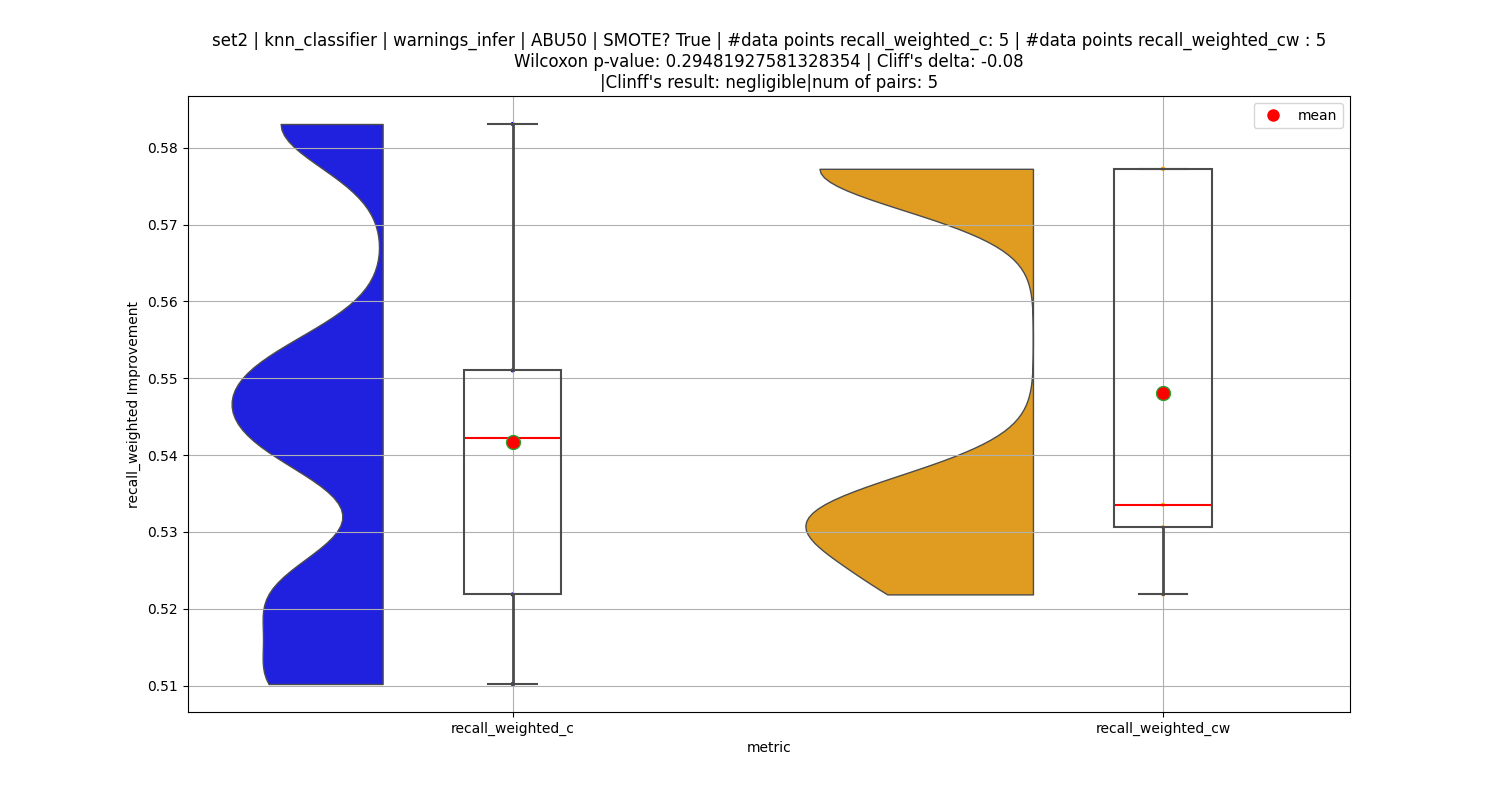 set2 | knn_classifier | warnings_infer | ABU50 | SMOTE? True | #data points recall_weighted_c: 5 | #data points recall_weighted_cw : 5
Wilcoxon p-value: 0.29481927581328354 | Cliff's delta: -0.08
|Clinff's result: negligible|num of pairs: 5
mean
0.58
0.57
0.56
0.55
0.54
0.53
0.52
0.51
recall_weighted Improvement
recall_weighted_c
recall_weighted_cw
metric